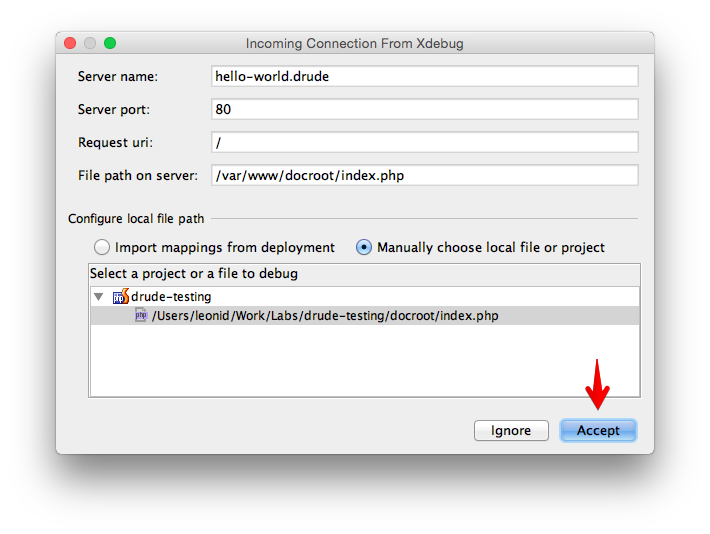 Incoming Connection From Xdebug
Server name: hello-world.drude
Server port: 80
Request uri: /
File path on server: /var/www/docroot/index.php
Configure local file path
Import mappings from deployment Manually choose local file or project
Select a project or a file to debug
php drude-testing
php /Users/leonid/Work/Labs/drude-testing/docroot/index.php
Ignore Accept